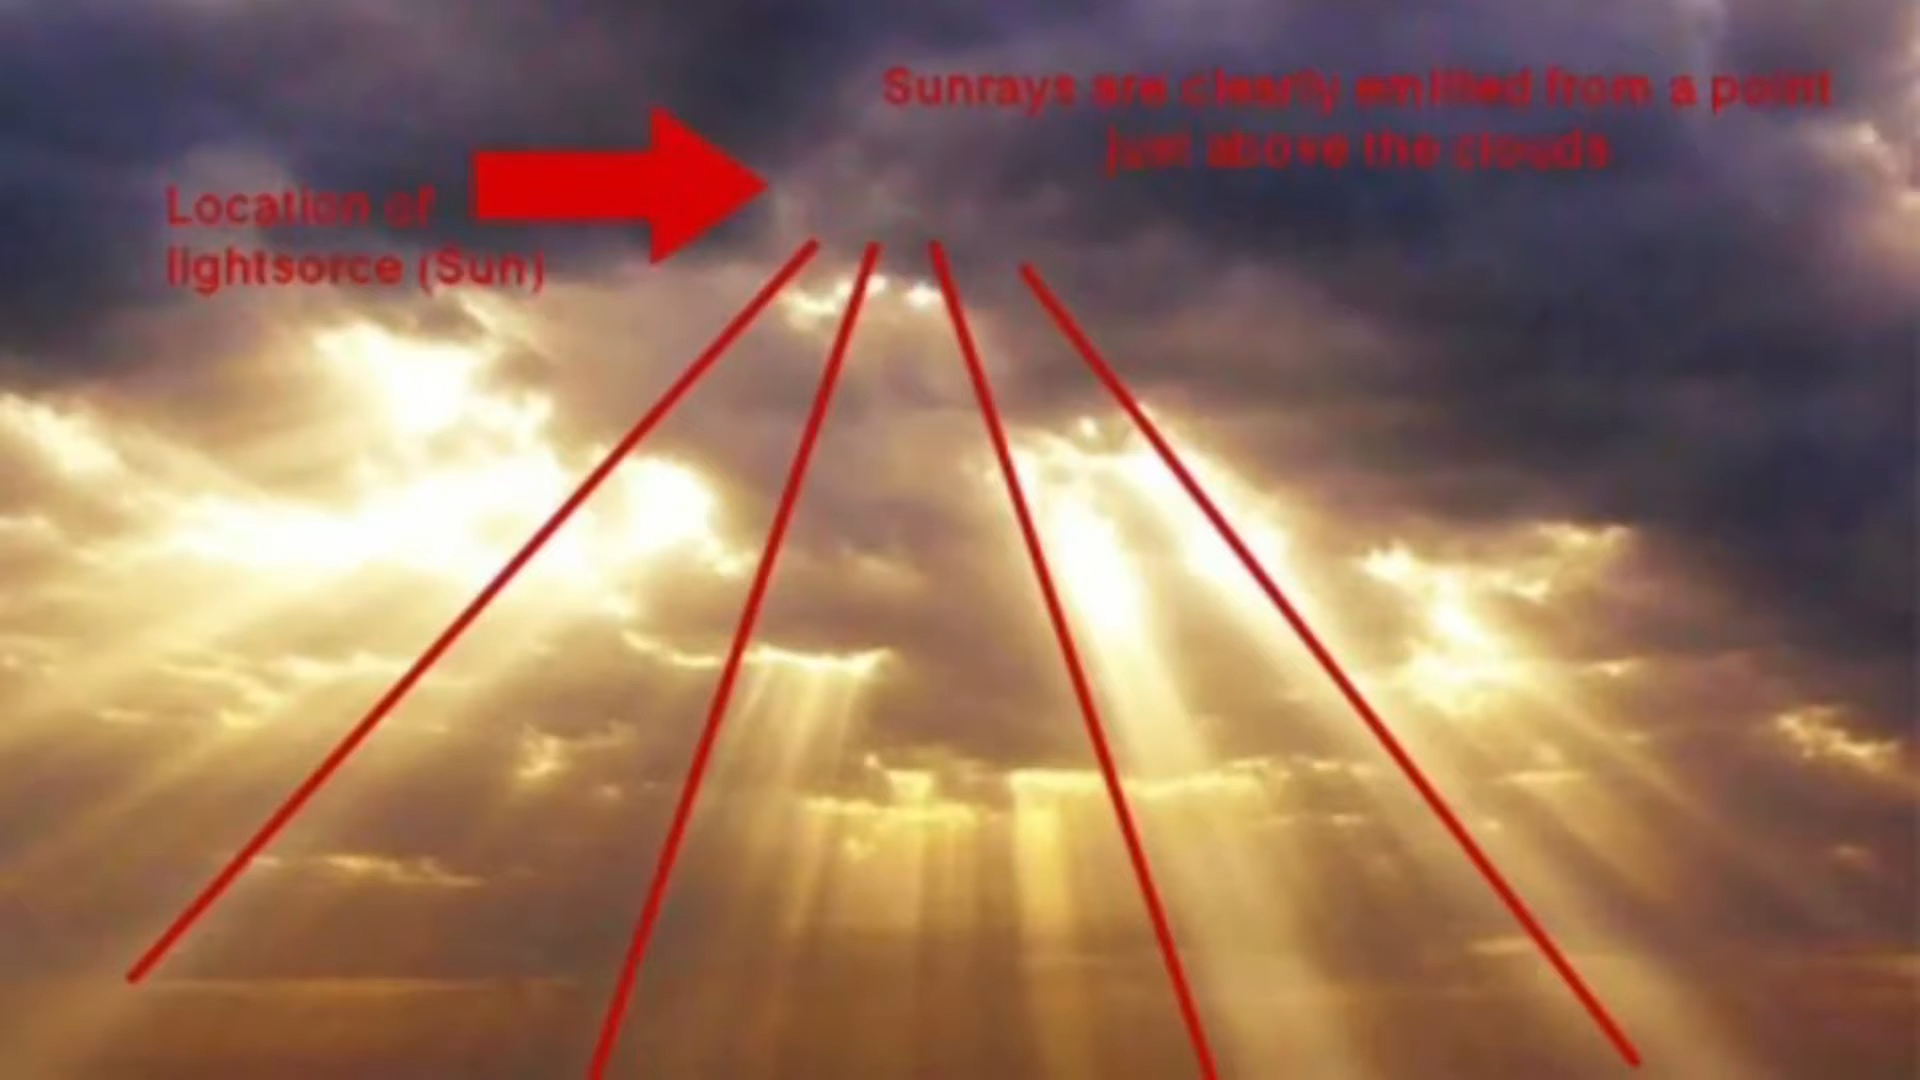 Sunrays are clearly emitted from a point
just above the clouds
Location of
lightsorce (Sun)